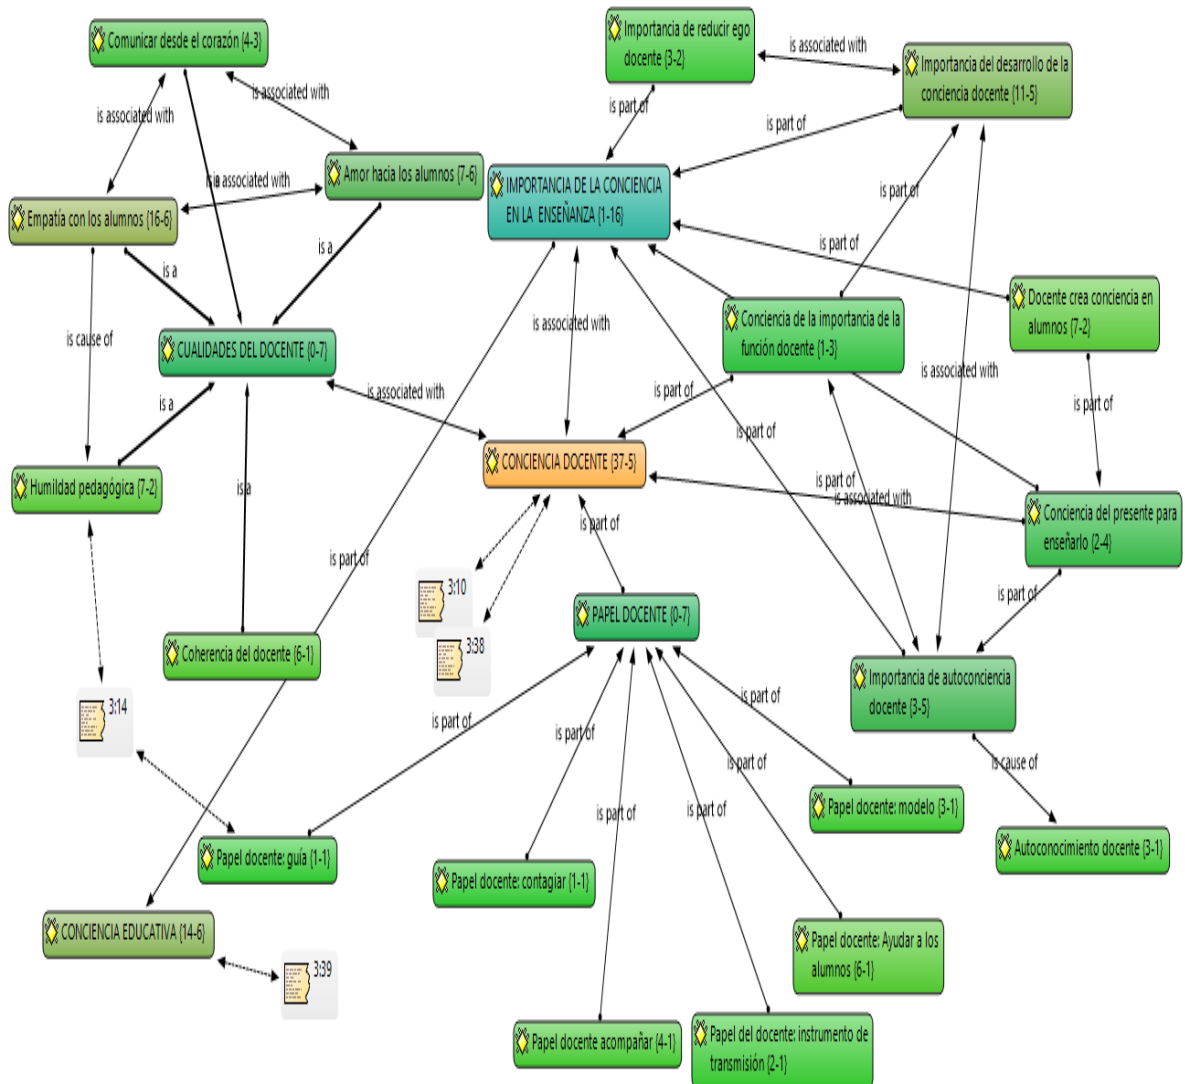 Comunicar desde el corazón {4-3}
Importancia de reducir ego
docente {3-2}
is associated with
Importancia del desarrollo de la
conciencia docente {11-5}
is associated with
is associated with
is part of
is part of
Amor hacia los alumnos {7-6}
is a
is associated with
IMPORTANCIA DE LA CONCIENCIA
EN LA ENSEÑANZA {1-16}
is part of
Empatía con los alumnos {16-6}
is a
is a
is part of
Docente crea conciencia en
alumnos {7-2}
is cause of
is associated with
Conciencia de la importancia de la
función docente {1-3}
CUALIDADES DEL DOCENTE {0-7}
is associated with
is associated with
is part of
is a
is part of
is part of
CONCIENCIA DOCENTE {37-5}
is part of
is associated with
Humildad pedagógica {7-2}
is a
Conciencia del presente para
enseñarlo {2-4}
is part of
is part of
3:10
PAPEL DOCENTE {0-7}
is part of
3:38
Coherencia del docente {6-1}
Importancia de autoconciencia
docente {3-5}
3:14
is part of
is part of
is part of
is part of
is cause of
is part of
is part of
Papel docente: modelo {3-1}
Papel docente: guía {1-1}
Autoconocimiento docente {3-1}
Papel docente: contagiar {1-1}
CONCIENCIA EDUCATIVA {14-6}
Papel docente: Ayudar a los
alumnos {6-1}
3:39
Papel docente acompañar {4-1}
Papel del docente: instrumento de
transmisión {2-1}